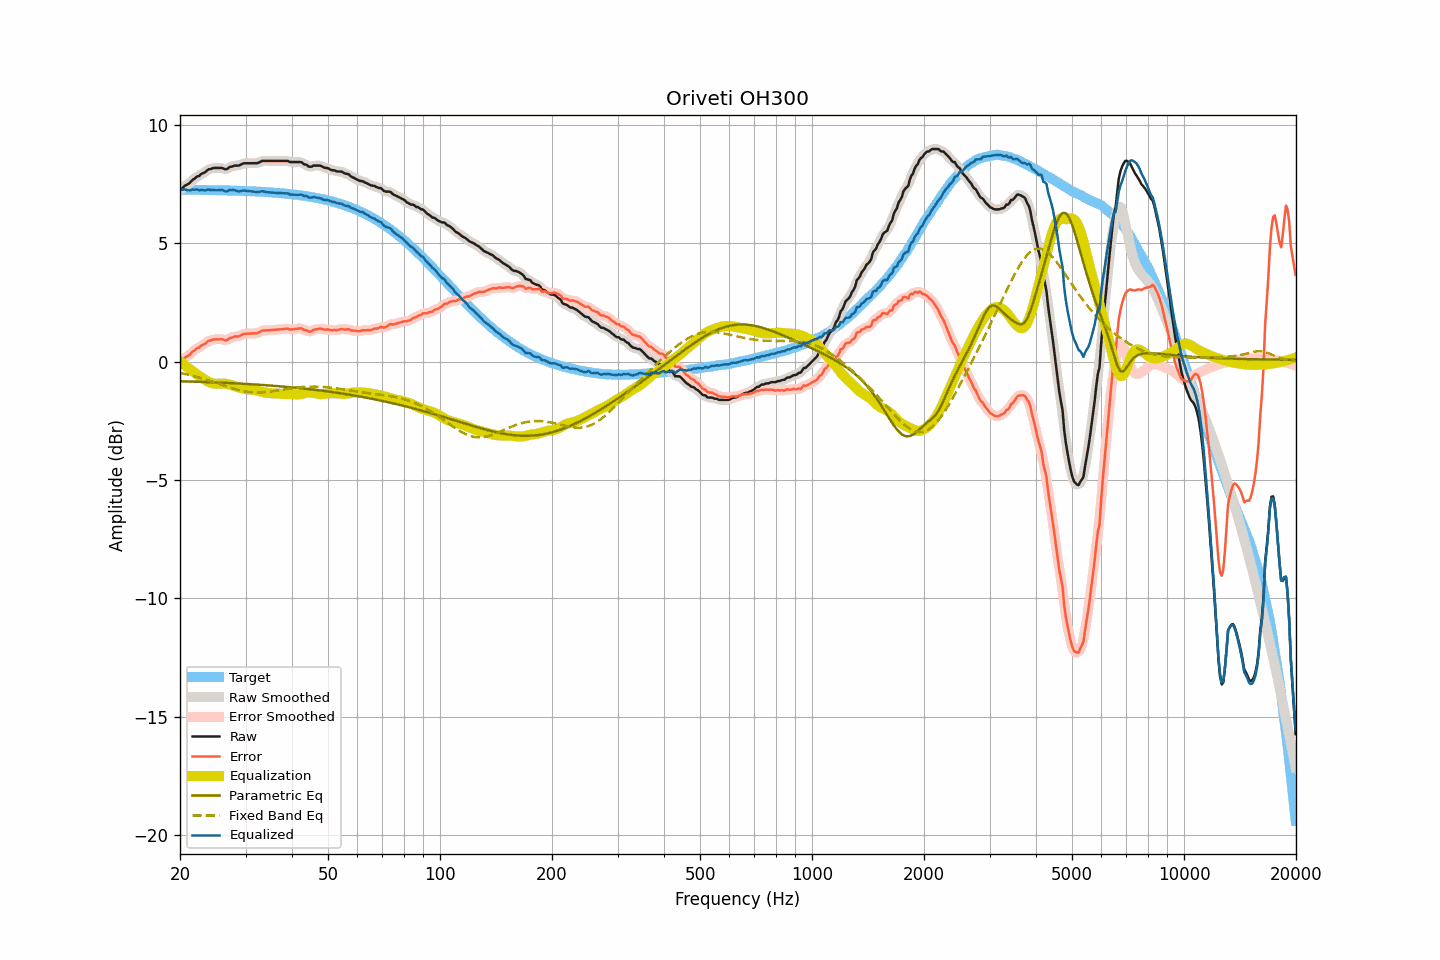 Oriveti OH300
10
5
0
−5
−10
−15
−20
Amplitude (dBr)
Target
Raw Smoothed
Error Smoothed
Raw
Error
Equalization
Parametric Eq
Fixed Band Eq
Equalized
20 50 100 200 500 1000 2000 5000 10000 20000
Frequency (Hz)